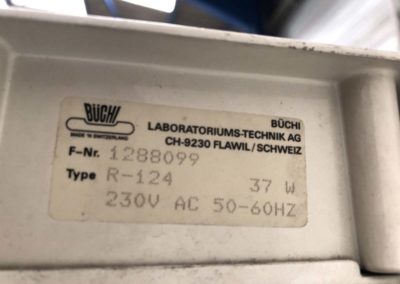 BÜCHI
MADE IN SWITZERLAND
BÜCHI
LABORATORIUMS-TECHNIK AG
CH-9230 FLAWIL/SCHWEIZ
F-Nr. 1288099
Type R-124 37 W
230V AC 50-60HZ